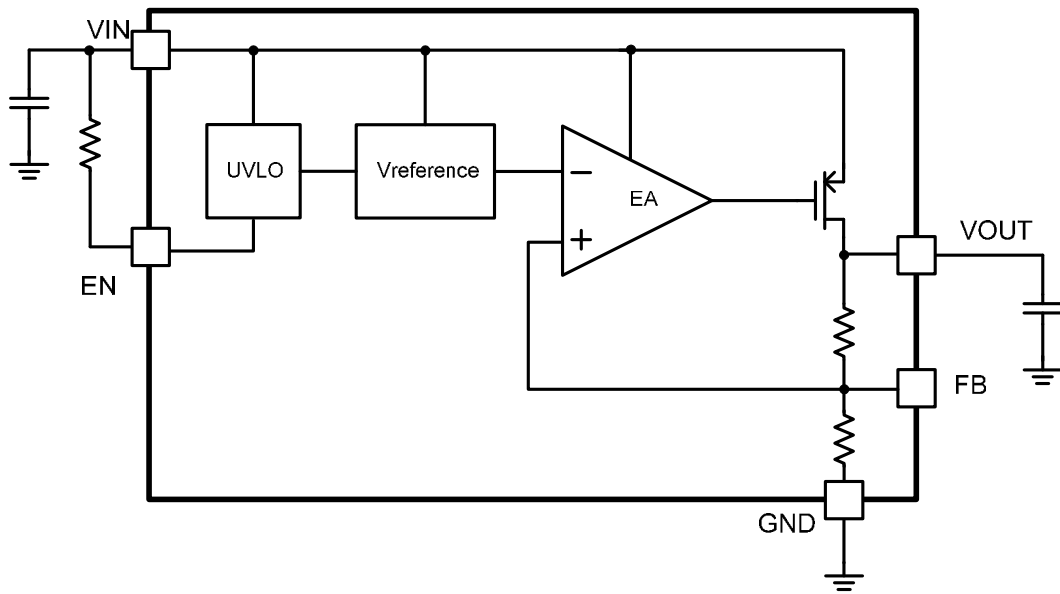 VIN
UVLO
Vreference
−
EA
+
EN
VOUT
FB
GND